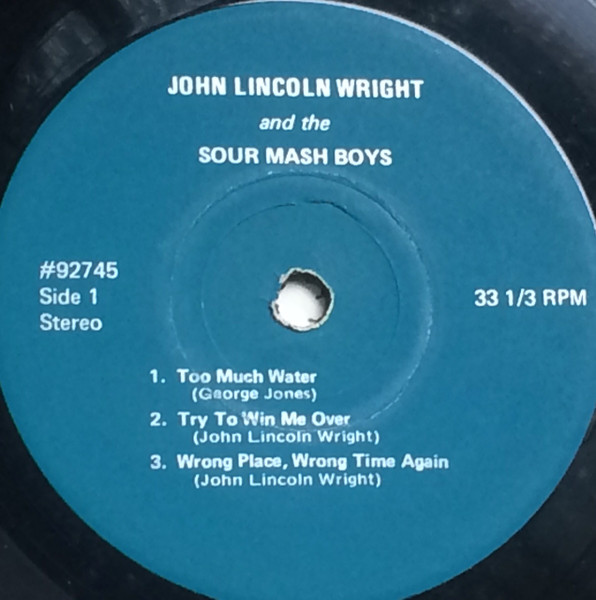 JOHN LINCOLN WRIGHT
and the
SOUR MASH BOYS
#92745
Side 1
Stereo
33 1/3 RPM
1. Too Much Water
(George Jones)
2. Try To Win Me Over
(John Lincoln Wright)
3. Wrong Place, Wrong Time Again
(John Lincoln Wright)